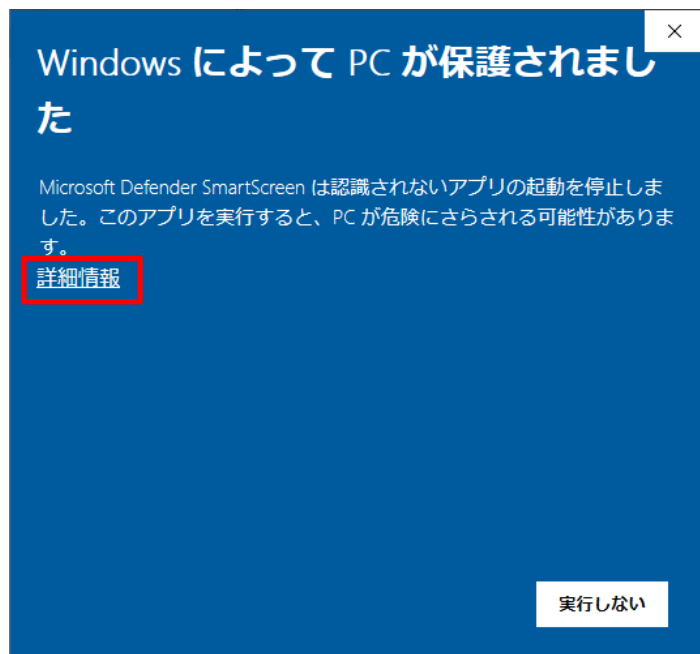 Windows によって PC が保護されまし
た
Microsoft Defender SmartScreen は認識されないアプリの起動を停止しま
した。このアプリを実行すると、PC が危険にさらされる可能性がありま
す。
詳細情報
実行しない